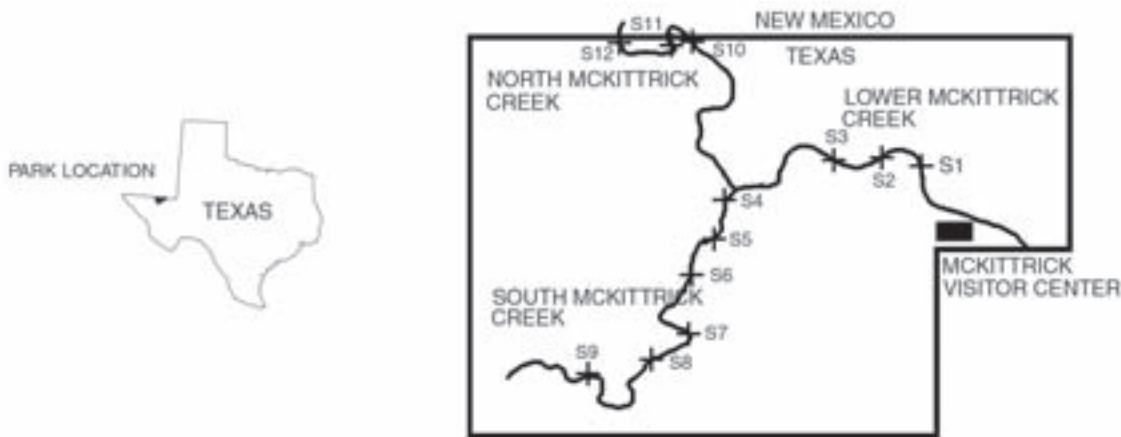 PARK LOCATION
TEXAS
NEW MEXICO
TEXAS
S11
S12
S10
NORTH MCKITTRICK
CREEK
LOWER MCKITTRICK
CREEK
S3
S2
S1
S4
S5
S6
MCKITTRICK
VISITOR CENTER
SOUTH MCKITTRICK
CREEK
S7
S8
S9